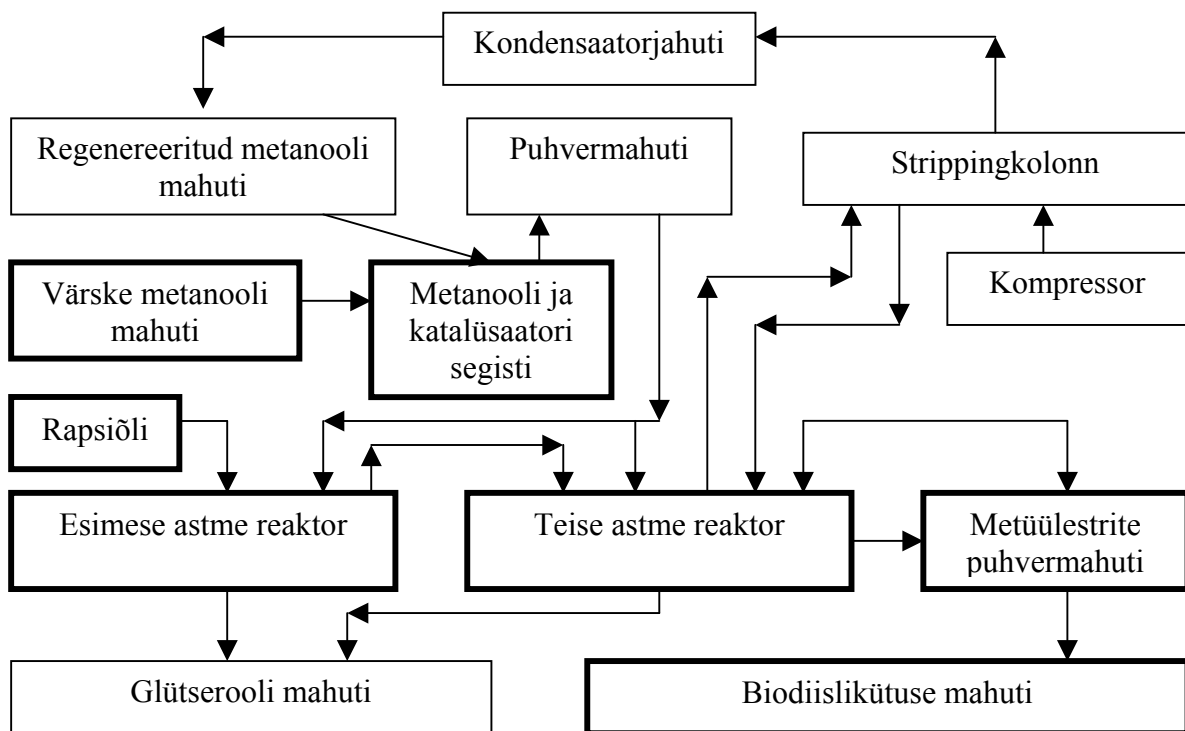 Kondensaatorjahuti
Regenereeritud metanooli
mahuti
Puhvermahuti
Strippingkolonn
Värske metanooli
mahuti
Metanooli ja
katalüsaatori
segisti
Kompressor
Rapsiõli
Esimese astme reaktor
Teise astme reaktor
Metüülestrite
puhvermahuti
Glütserooli mahuti
Biodiislikütuse mahuti